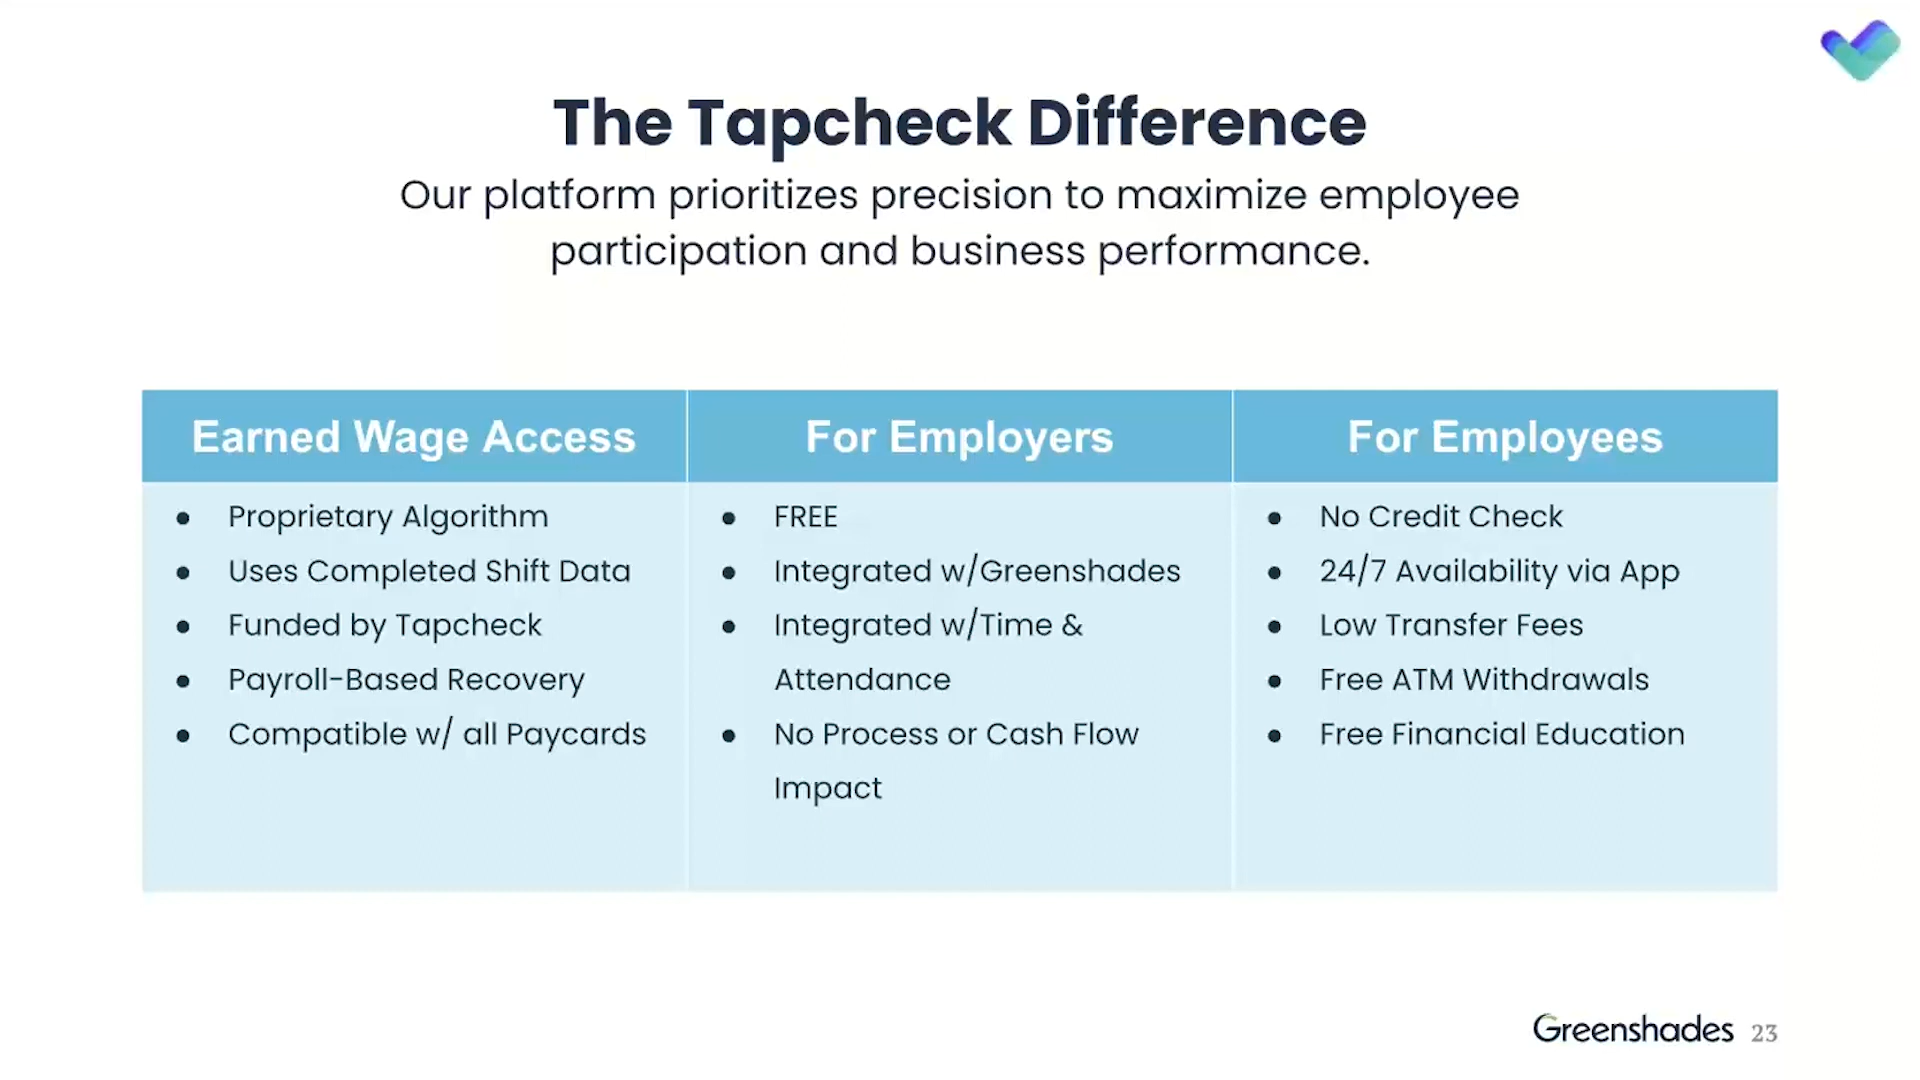 The Tapcheck Difference
Our platform prioritizes precision to maximize employee
participation and business performance.
Earned Wage Access
● Proprietary Algorithm
● Uses Completed Shift Data
● Funded by Tapcheck
● Payroll-Based Recovery
● Compatible w/ all Paycards
For Employers
● FREE
● Integrated w/Greenshades
● Integrated w/Time &
Attendance
● No Process or Cash Flow
Impact
For Employees
● No Credit Check
● 24/7 Availability via App
● Low Transfer Fees
● Free ATM Withdrawals
● Free Financial Education
Greenshades 23